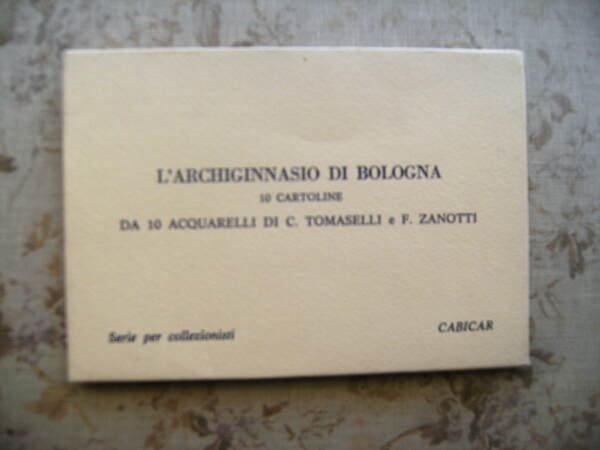 L'ARCHIGINNASIO DI BOLOGNA
10 CARTOLINE
DA 10 ACQUARELLI DI C. TOMASELLI e F. ZANOTTI
Serie per collezionisti
CABICAR